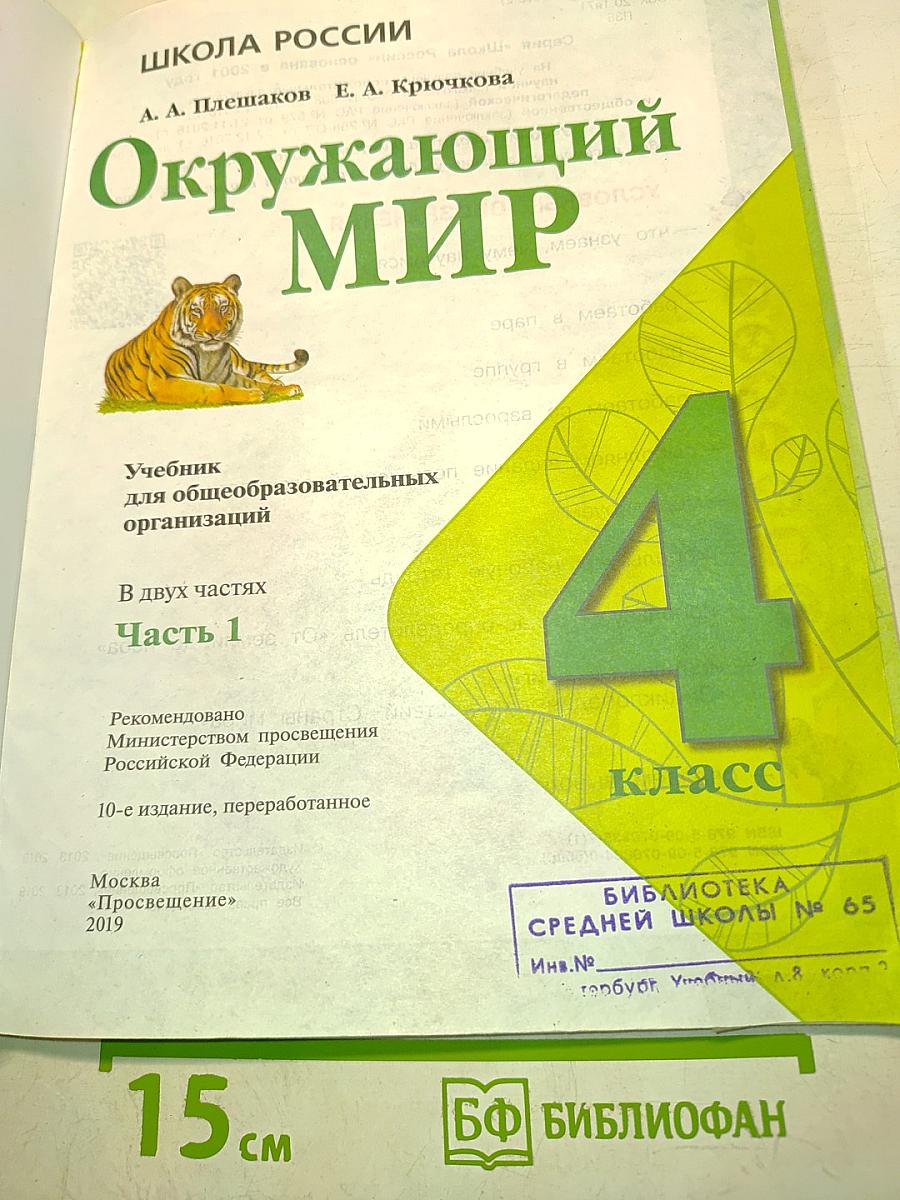 ШКОЛА РОССИИ
А. А. Плешаков Е. А. Крючкова
Окружающий
МИР
Учебник
для общеобразовательных
организаций
В двух частях
Часть 1
4
класс
Рекомендовано
Министерством просвещения
Российской Федерации
10-е издание, переработанное
Москва
«Просвещение»
2019
БИБЛИОТЕКА
СРЕДНЕЙ ШКОЛЫ № 65
Инв.№
15 см
БФ БИБЛИОФАН